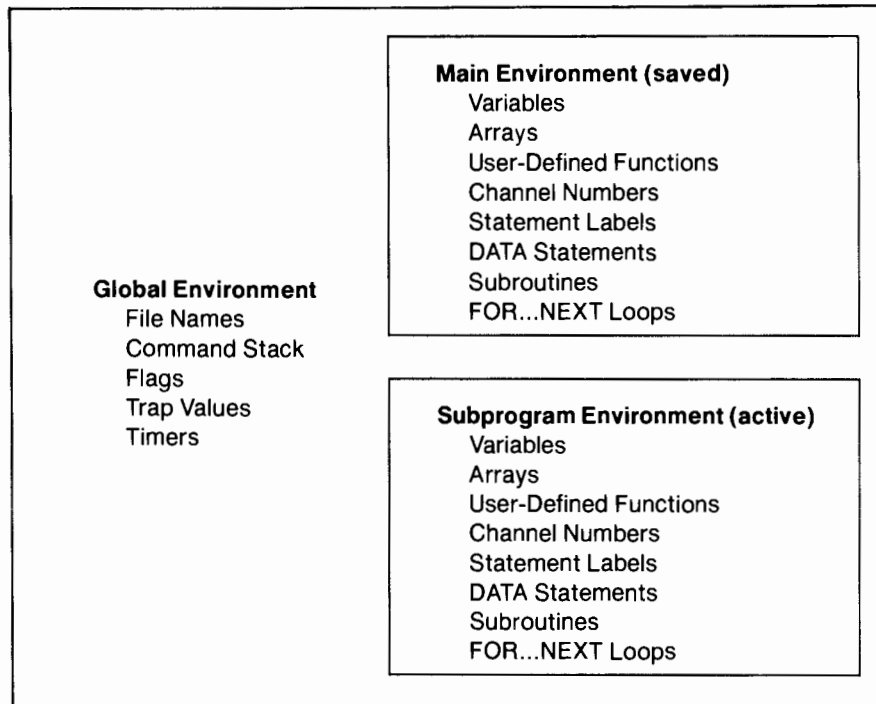 Main Environment (saved)
Variables
Arrays
User-Defined Functions
Channel Numbers
Statement Labels
DATA Statements
Subroutines
FOR...NEXT Loops
Global Environment
File Names
Command Stack
Flags
Trap Values
Timers
Subprogram Environment (active)
Variables
Arrays
User-Defined Functions
Channel Numbers
Statement Labels
DATA Statements
Subroutines
FOR...NEXT Loops